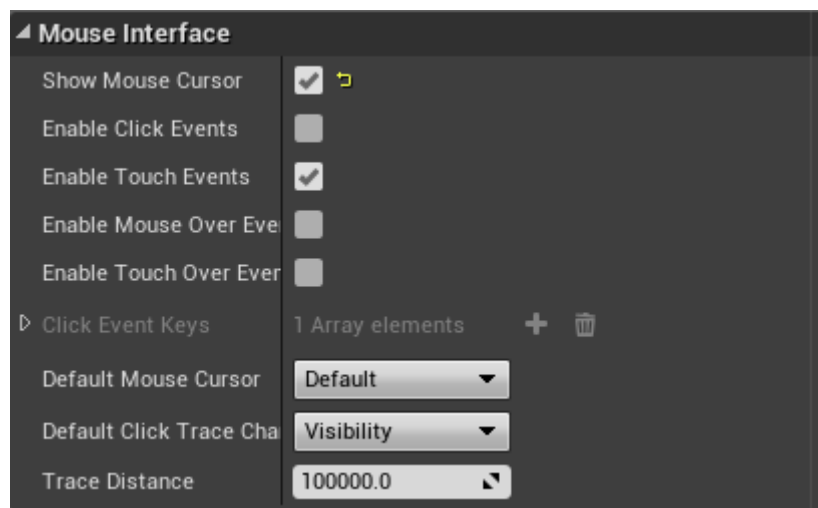 Mouse Interface
Show Mouse Cursor
Enable Click Events
Enable Touch Events
Enable Mouse Over Eve
Enable Touch Over Ever
Click Event Keys 1 Array elements
Default Mouse Cursor Default
Default Click Trace Cha Visibility
Trace Distance 100000.0